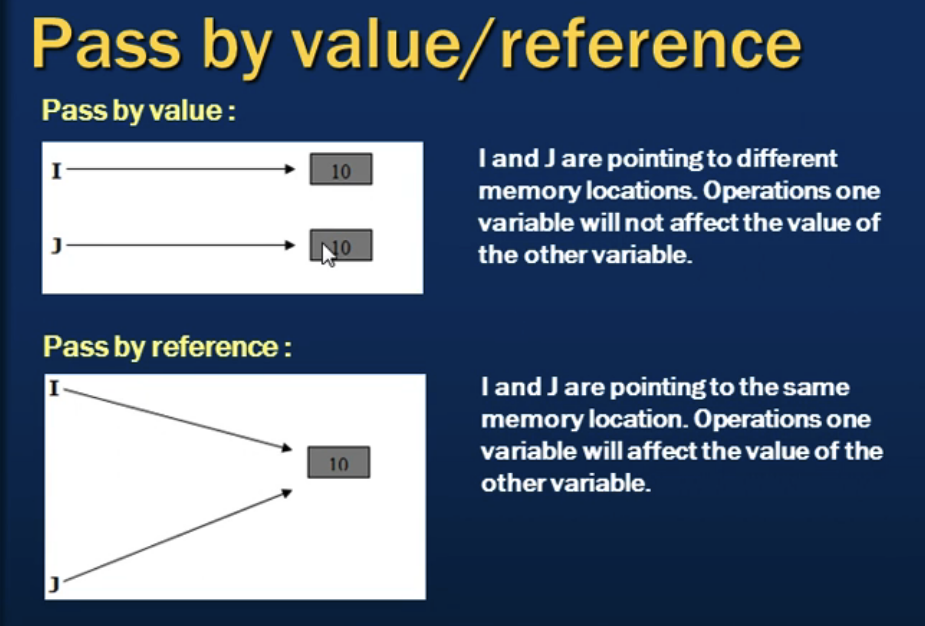 Pass by value/reference
Pass by value :
I
10
J
10
I and J are pointing to different
memory locations. Operations one
variable will not affect the value of
the other variable.
Pass by reference :
I
10
J
I and J are pointing to the same
memory location. Operations one
variable will affect the value of the
other variable.